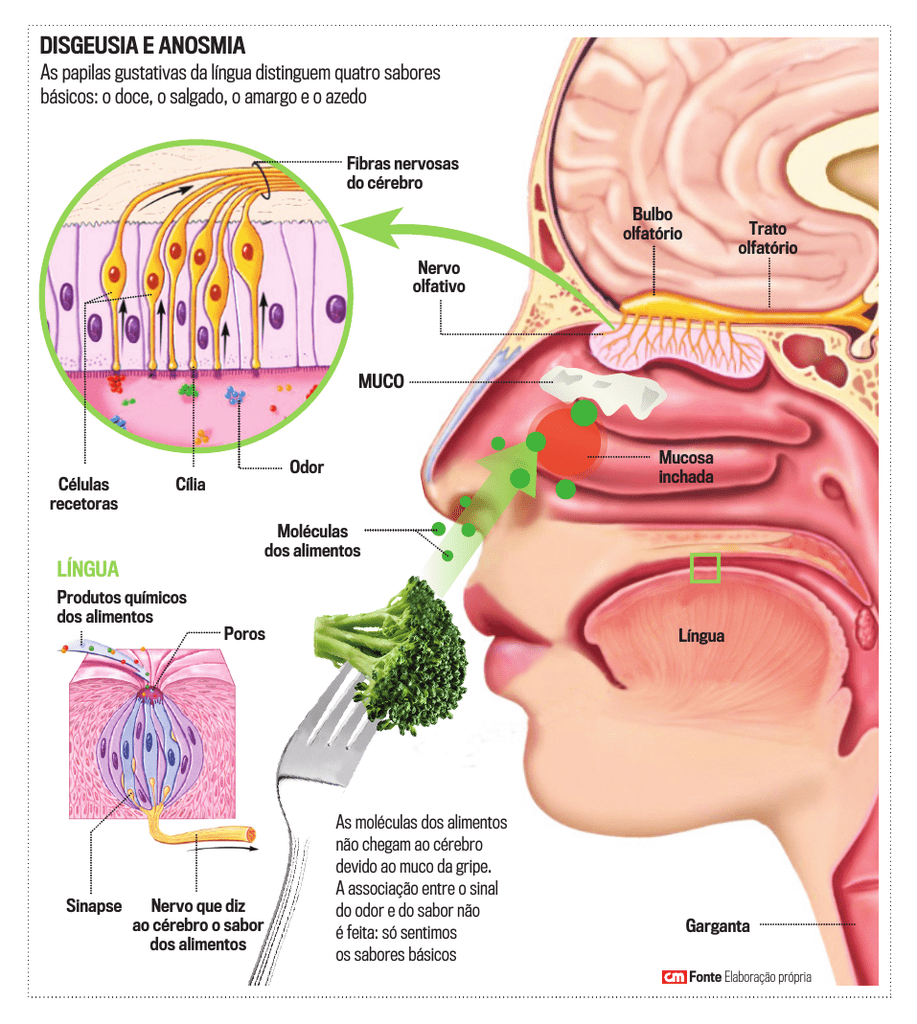 DISGEUSIA E ANOSMIA
As papilas gustativas da língua distinguem quatro sabores
básicos: o doce, o salgado, o amargo e o azedo
Fibras nervosas
do cérebro
Bulbo
olfatório
Trato
olfatório
Nervo
olfativo
MUCO
Mucosa
inchada
Odor
Células
recetoras
Cília
Moléculas
dos alimentos
LÍNGUA
Produtos químicos
dos alimentos
Poros
Língua
Sinapse
Nervo que diz
ao cérebro o sabor
dos alimentos
As moléculas dos alimentos
não chegam ao cérebro
devido ao muco da gripe.
A associação entre o sinal
do odor e do sabor não
é feita: só sentimos
os sabores básicos
Garganta
cm Fonte Elaboração própria